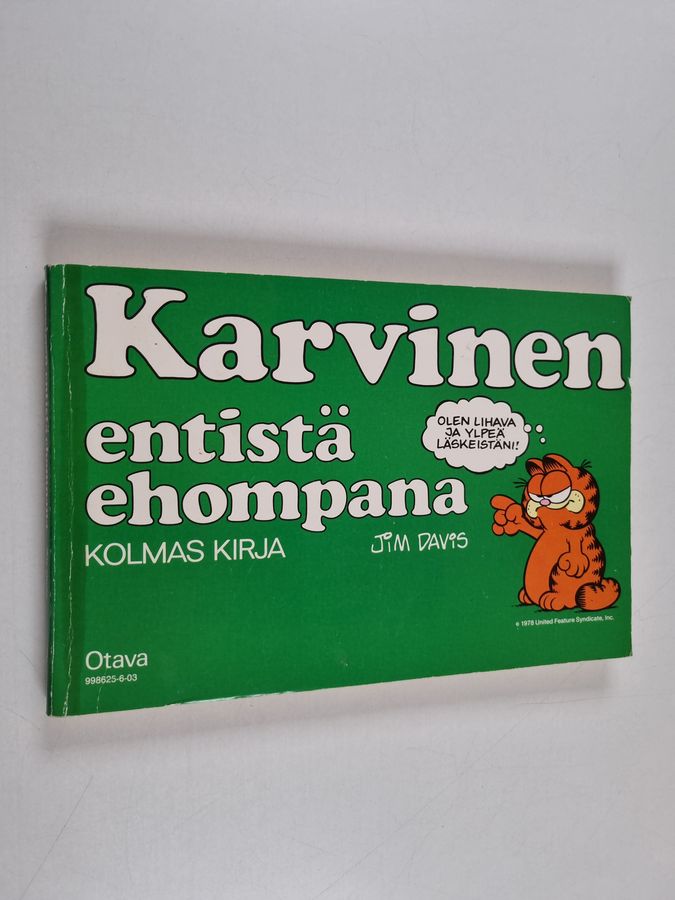 Karvinen
entistä
ehompana
KOLMAS KIRJA
JIM DAVIS
OLEN LIHAVA
JA YLPEÄ
LÄSKEISTÄNI!
© 1978 United Feature Syndicate, Inc.
Otava
998625-6-03